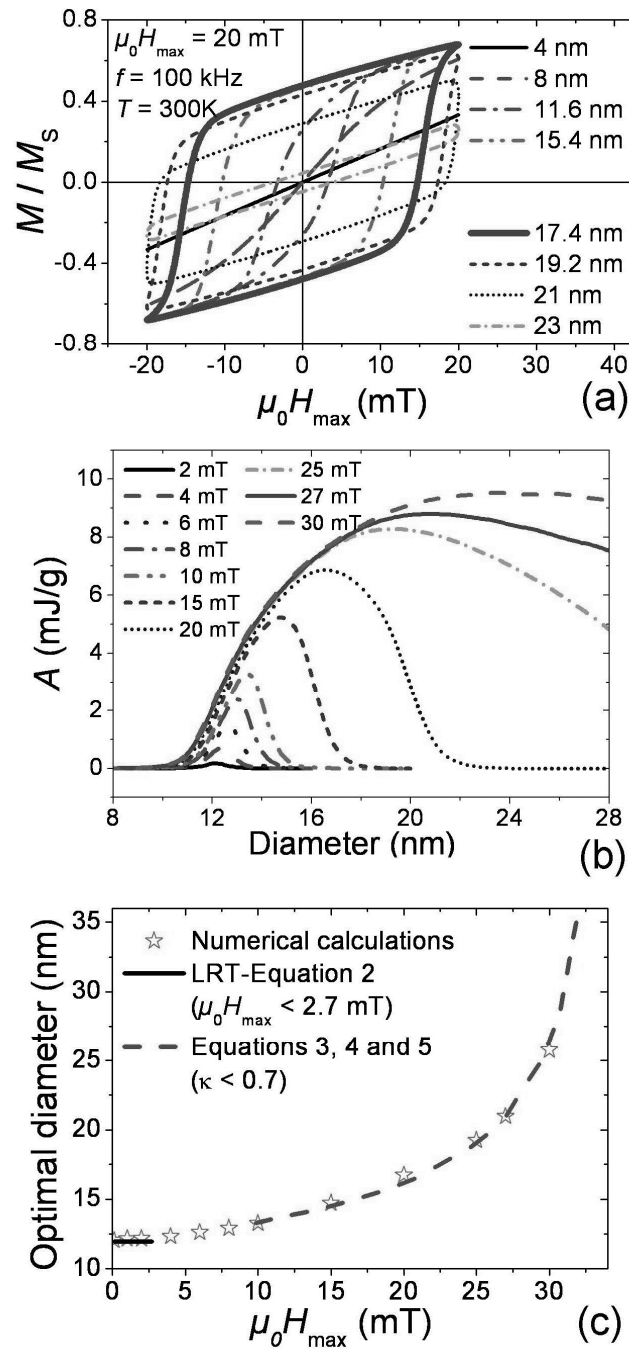 μ₀Hmax = 20 mT
f = 100 kHz
T = 300K
4 nm
8 nm
11.6 nm
15.4 nm
17.4 nm
19.2 nm
21 nm
23 nm
0.8
0.4
0.0
-0.4
-0.8
M / MS
-20 -10 0 10 20 30 40
μ₀Hmax (mT)
(a)
2 mT
4 mT
6 mT
8 mT
10 mT
15 mT
20 mT
25 mT
27 mT
30 mT
10
8
6
4
2
0
A (mJ/g)
8 12 16 20 24 28
Diameter (nm)
(b)
Numerical calculations
LRT-Equation 2
(μ₀Hmax < 2.7 mT)
Equations 3, 4 and 5
(κ < 0.7)
35
30
25
20
15
10
Optimal diameter (nm)
0 5 10 15 20 25 30
μ₀Hmax (mT)
(c)